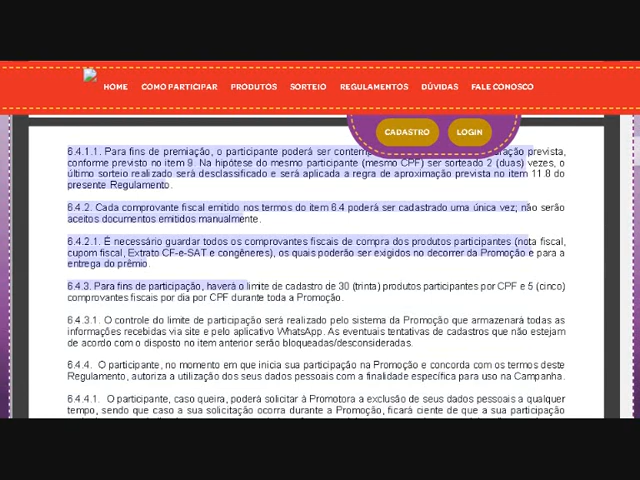 HOME COMO PARTICIPAR PRODUTOS SORTEIO REGULAMENTOS DÚVIDAS FALE CONOSCO
CADASTRO LOGIN
6.4.1.1. Para fins de premiação, o participante poderá ser prevista,
conforme previsto no item 9. Na hipótese do mesmo participante (mesmo CPF) ser sorteado 2 (duas) vezes, o
último sorteio realizado será desclassificado e será aplicada a regra de aproximação prevista no item 11.8 do
presente Regulamento.
6.4.2. Cada comprovante fiscal emitido nos termos do item 6.4 poderá ser cadastrado uma única vez; não serão
aceitos documentos emitidos manualmente.
6.4.2.1. É necessário guardar todos os comprovantes fiscais de compra dos produtos participantes (nota fiscal,
cupom fiscal, Extrato CF-e-SAT e congêneres), os quais poderão ser exigidos no decorrer da Promoção e para a
entrega do prêmio.
6.4.3. Para fins de participação, haverá o limite de cadastro de 30 (trinta) produtos participantes por CPF e 5 (cinco)
comprovantes fiscais por dia por CPF durante toda a Promoção.
6.4.3.1. O controle do limite de participação será realizado pelo sistema da Promoção que armazenará todas as
informações recebidas via site e pelo aplicativo WhatsApp. As eventuais tentativas de cadastros que não estejam
de acordo com o disposto no item anterior serão bloqueadas/desconsideradas.
6.4.4. O participante, no momento em que inicia sua participação na Promoção e concorda com os termos deste
Regulamento, autoriza a utilização dos seus dados pessoais com a finalidade específica para uso na Campanha.
6.4.4.1. O participante, caso queira, poderá solicitar à Promotora a exclusão de seus dados pessoais a qualquer
tempo, sendo que caso a sua solicitação ocorra durante a Promoção, ficará ciente de que a sua participação